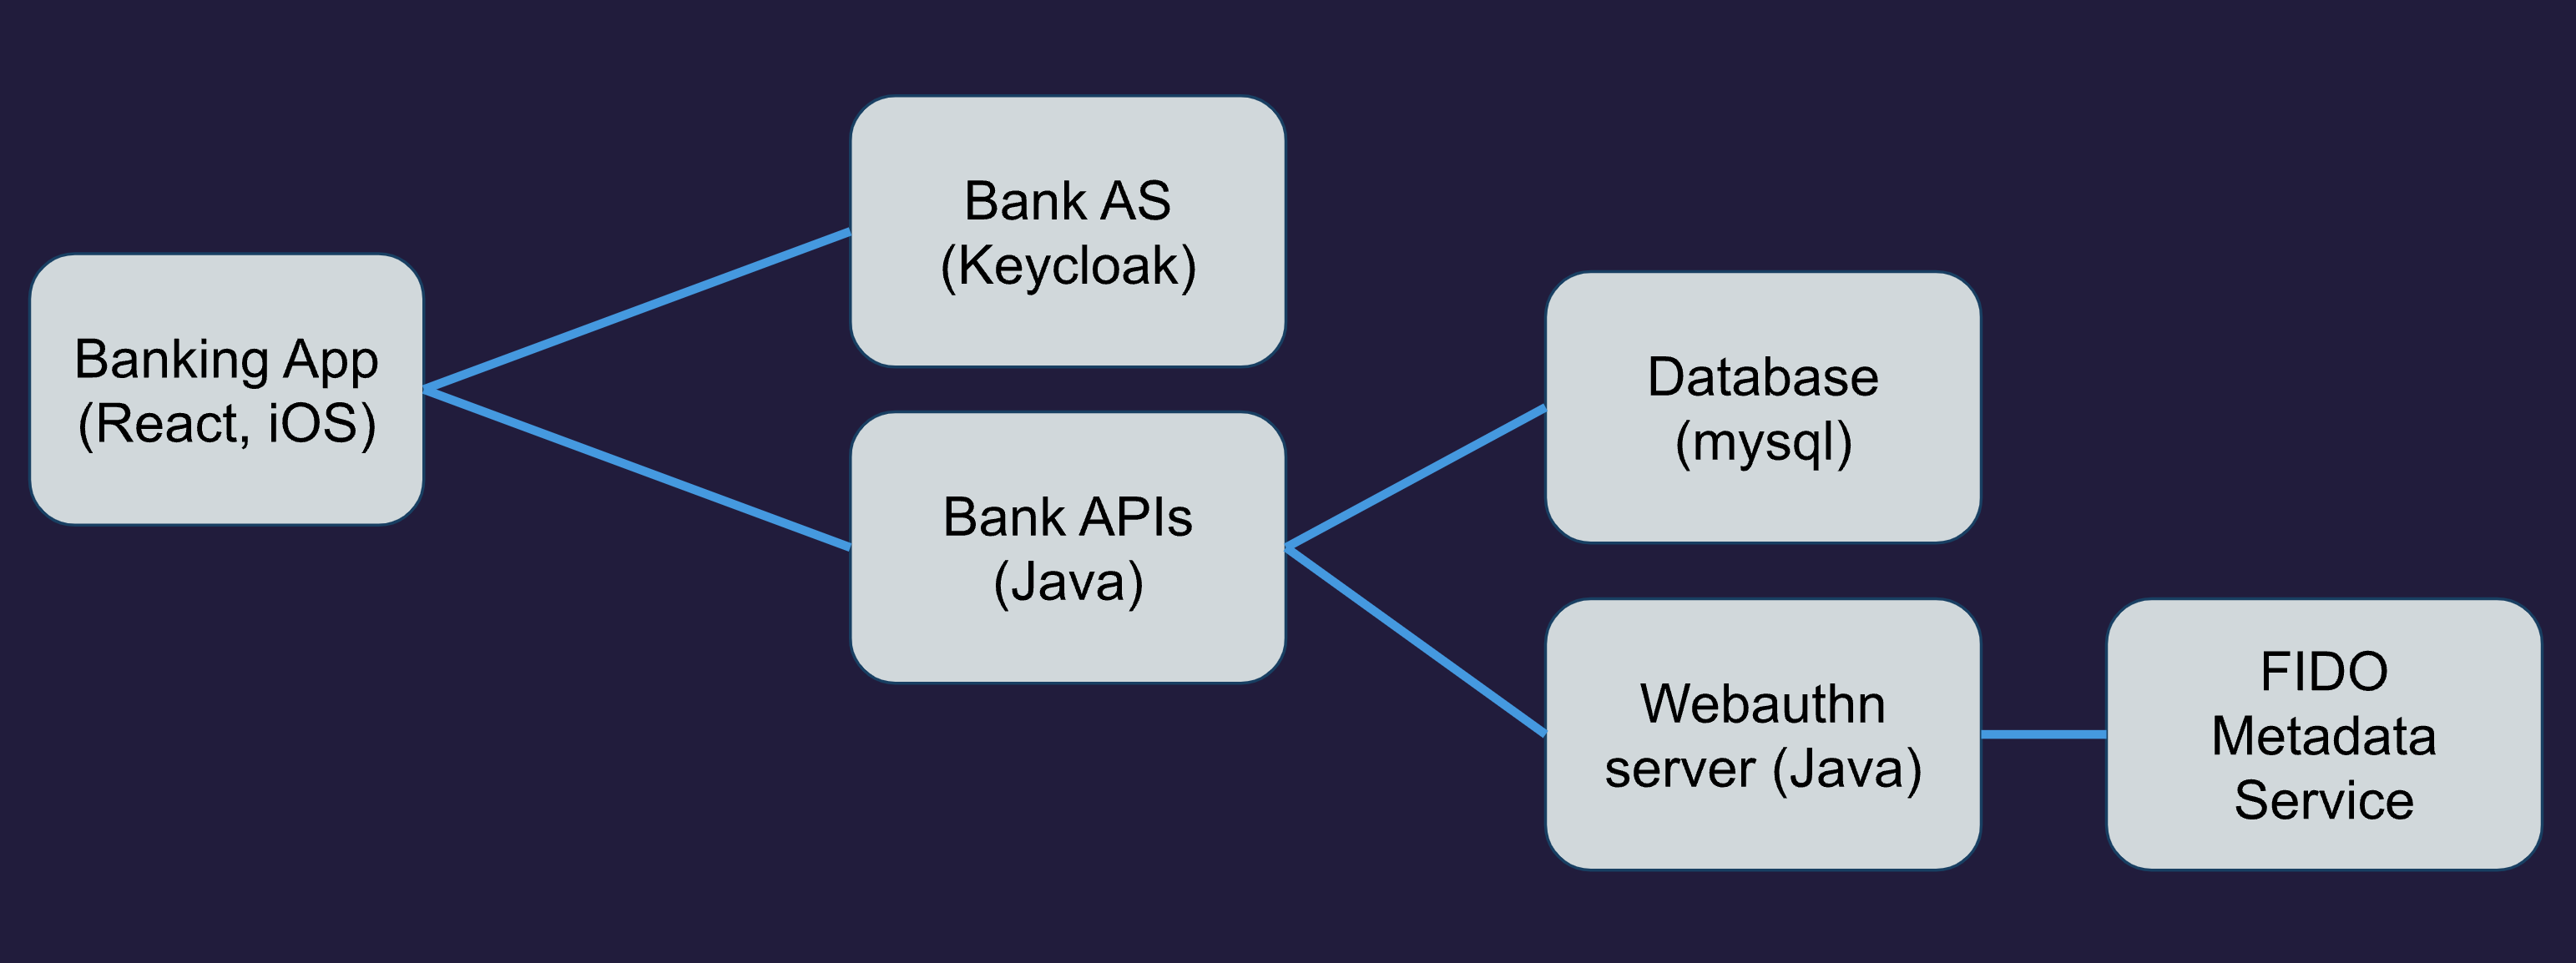 Banking App
(React, iOS)
Bank AS
(Keycloak)
Bank APIs
(Java)
Database
(mysql)
Webauthn
server (Java)
FIDO
Metadata
Service